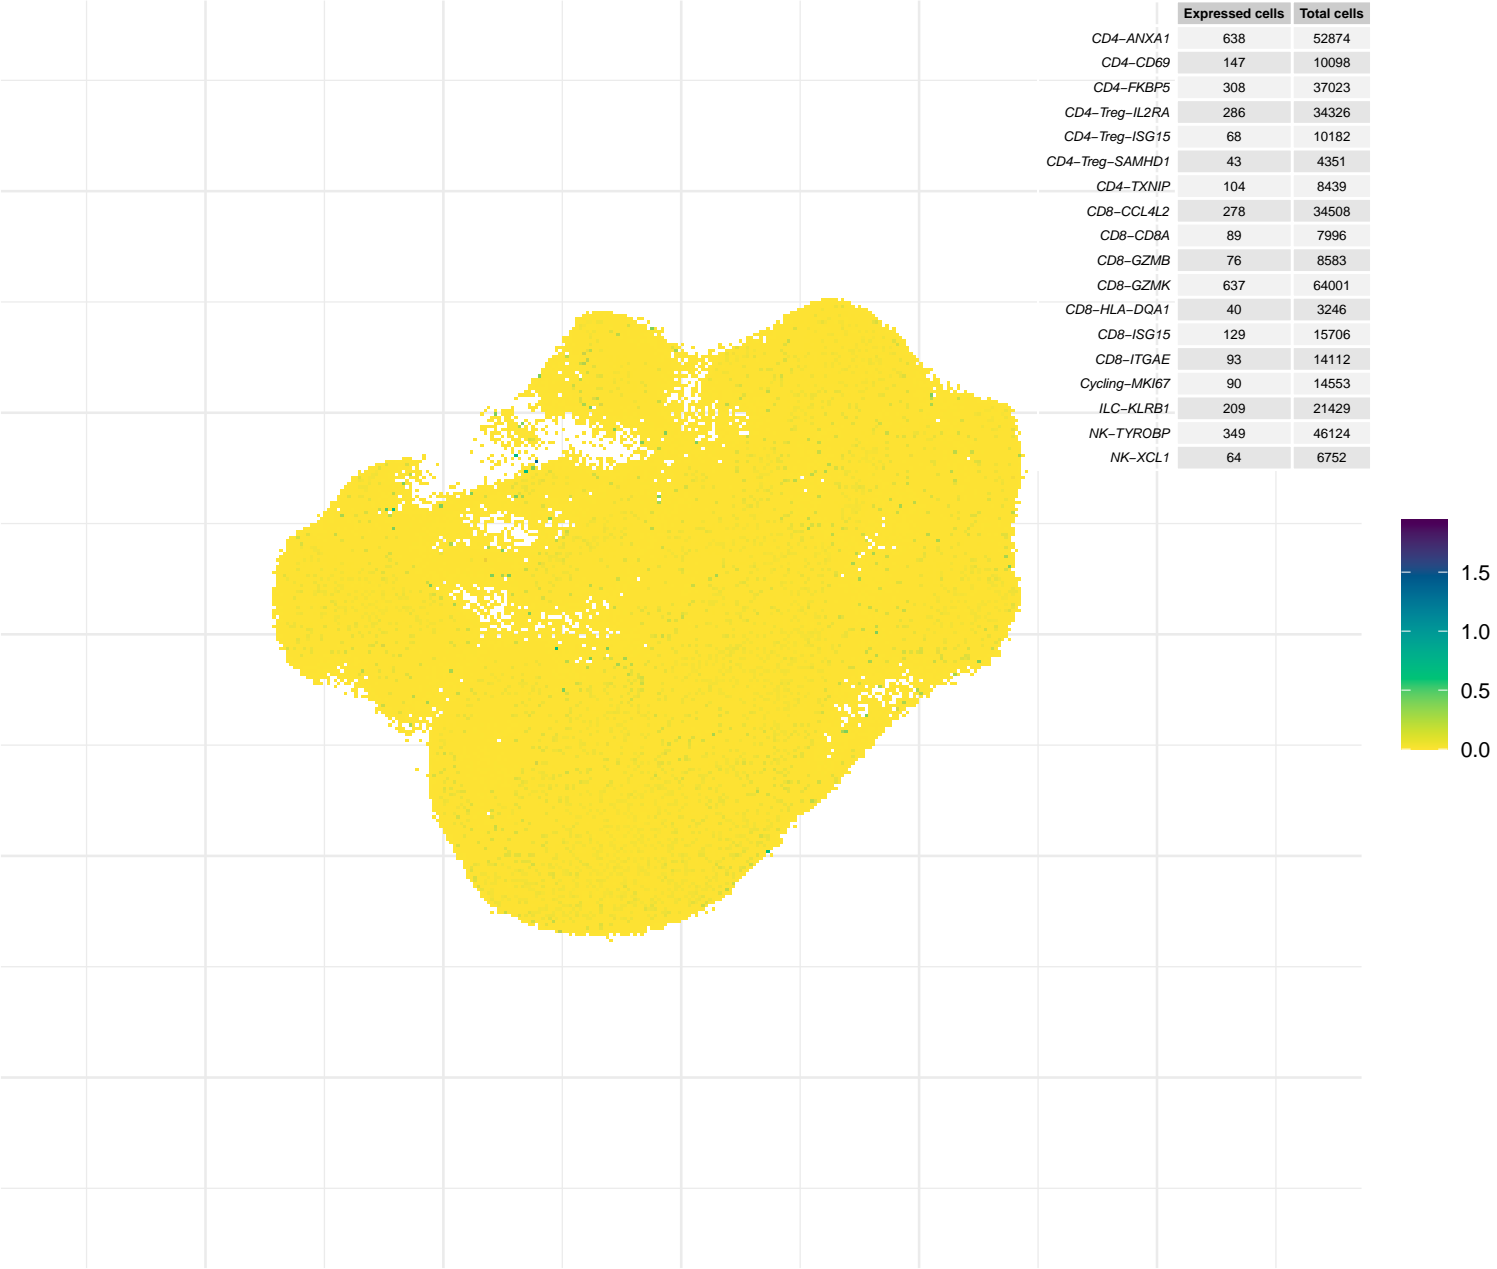 Expressed cells Total cells
CD4−ANXA1 638 52874
CD4−CD69 147 10098
CD4−FKBP5 308 37023
CD4−Treg−IL2RA 286 34326
CD4−Treg−ISG15 68 10182
CD4−Treg−SAMHD1 43 4351
CD4−TXNIP 104 8439
CD8−CCL4L2 278 34508
CD8−CD8A 89 7996
CD8−GZMB 76 8583
CD8−GZMK 637 64001
CD8−HLA−DQA1 40 3246
CD8−ISG15 129 15706
CD8−ITGAE 93 14112
Cycling−MKI67 90 14553
ILC−KLRB1 209 21429
NK−TYROBP 349 46124
NK−XCL1 64 6752
1.5
1.0
0.5
0.0